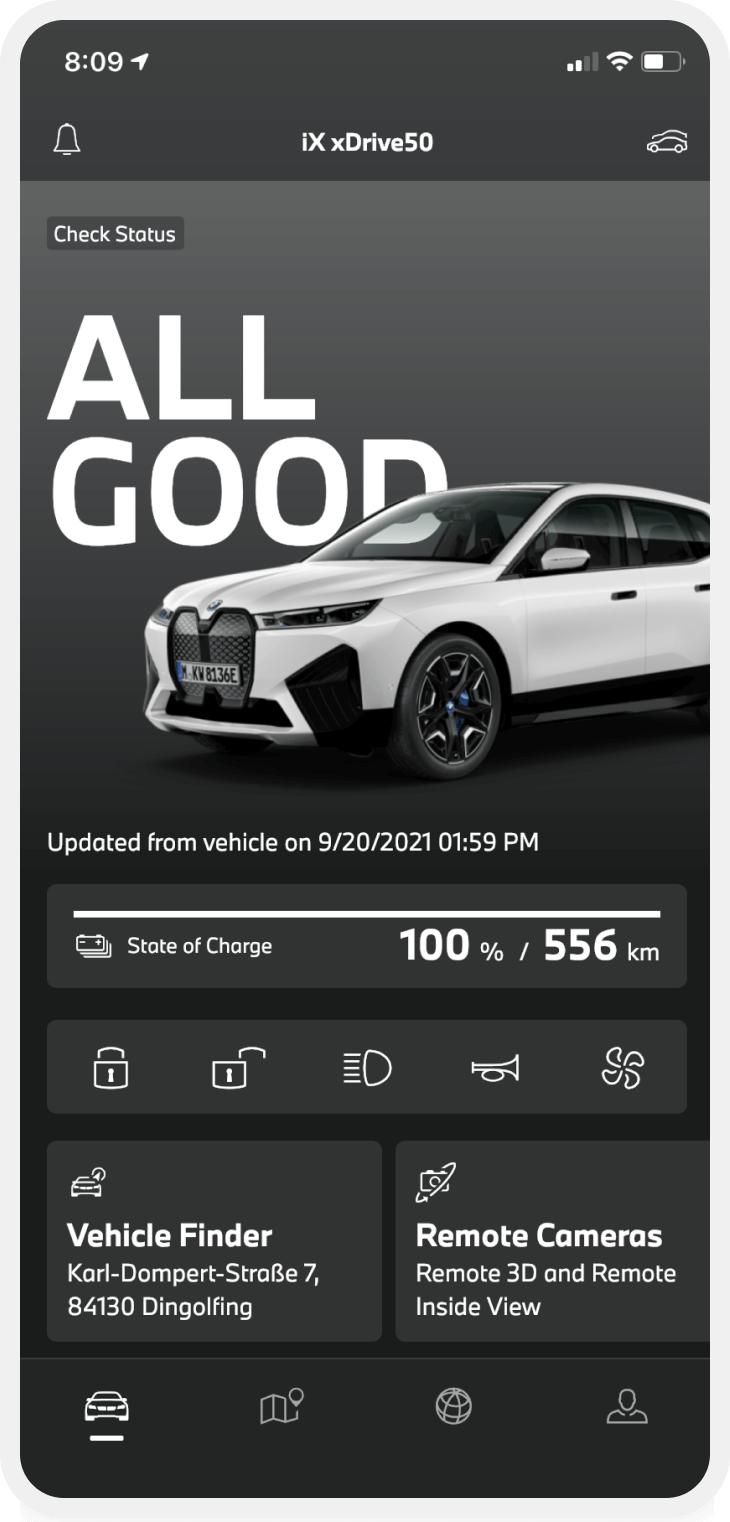 8:09
iX xDrive50
Check Status
ALL
GOOD
M·KW 8136E
Updated from vehicle on 9/20/2021 01:59 PM
State of Charge
100 % / 556 km
Vehicle Finder
Karl-Dompert-Straße 7,
84130 Dingolfing
Remote Cameras
Remote 3D and Remote
Inside View